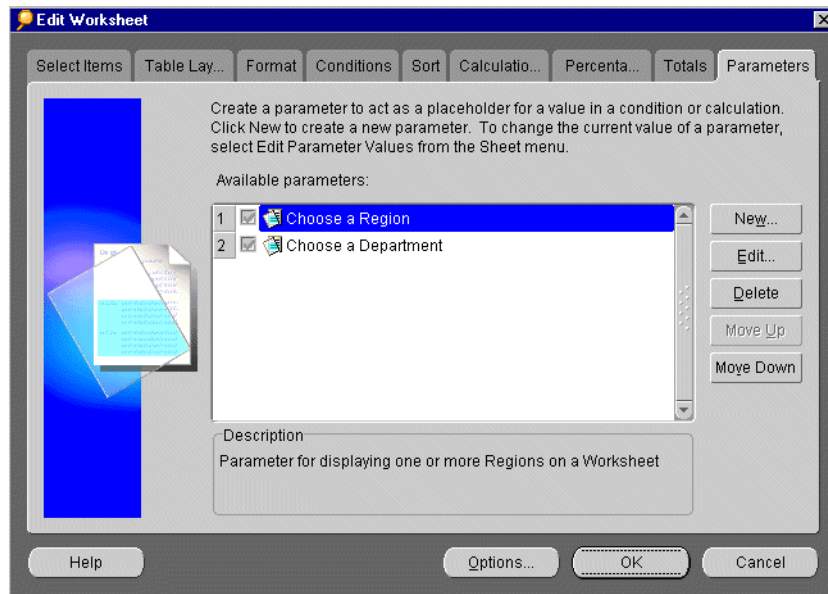 Edit Worksheet
Select Items Table Lay... Format Conditions Sort Calculatio... Percenta... Totals Parameters
Create a parameter to act as a placeholder for a value in a condition or calculation.
Click New to create a new parameter. To change the current value of a parameter,
select Edit Parameter Values from the Sheet menu.
Available parameters:
1 Choose a Region
2 Choose a Department
New...
Edit...
Delete
Move Up
Move Down
Description
Parameter for displaying one or more Regions on a Worksheet
Help Options... OK Cancel